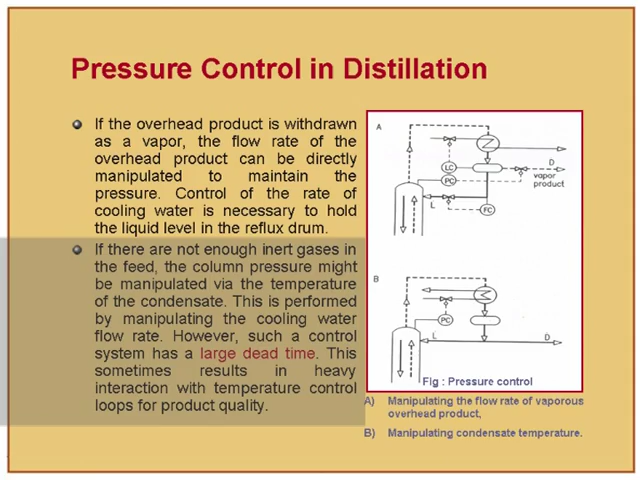 Pressure Control in Distillation
If the overhead product is withdrawn
as a vapor, the flow rate of the
overhead product can be directly
manipulated to maintain the
pressure. Control of the rate of
cooling water is necessary to hold
the liquid level in the reflux drum.
If there are not enough inert gases in
the feed, the column pressure might
be manipulated via the temperature
of the condensate. This is performed
by manipulating the cooling water
flow rate. However, such a control
system has a large dead time. This
sometimes results in heavy
interaction with temperature control
loops for product quality.
A
LC
D
PC
vapor
product
L
FC
B
PC
L
D
Fig : Pressure control
A) Manipulating the flow rate of vaporous
overhead product,
B) Manipulating condensate temperature.